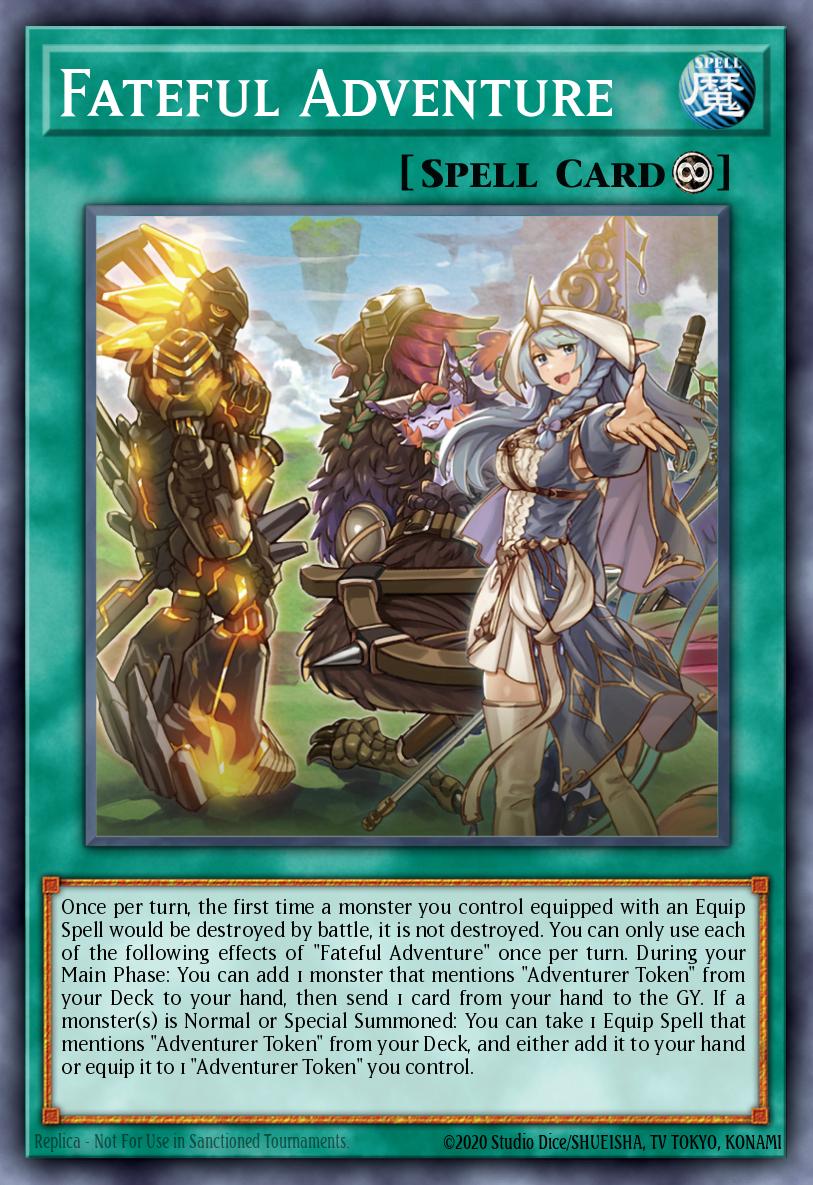 Fateful Adventure
SPELL
魔
[Spell Card]
Once per turn, the first time a monster you control equipped with an Equip
Spell would be destroyed by battle, it is not destroyed. You can only use each
of the following effects of "Fateful Adventure" once per turn. During your
Main Phase: You can add 1 monster that mentions "Adventurer Token" from
your Deck to your hand, then send 1 card from your hand to the GY. If a
monster(s) is Normal or Special Summoned: You can take 1 Equip Spell that
mentions "Adventurer Token" from your Deck, and either add it to your hand
or equip it to 1 "Adventurer Token" you control.
Replica - Not For Use in Sanctioned Tournaments.
©2020 Studio Dice/SHUEISHA, TV TOKYO, KONAMI